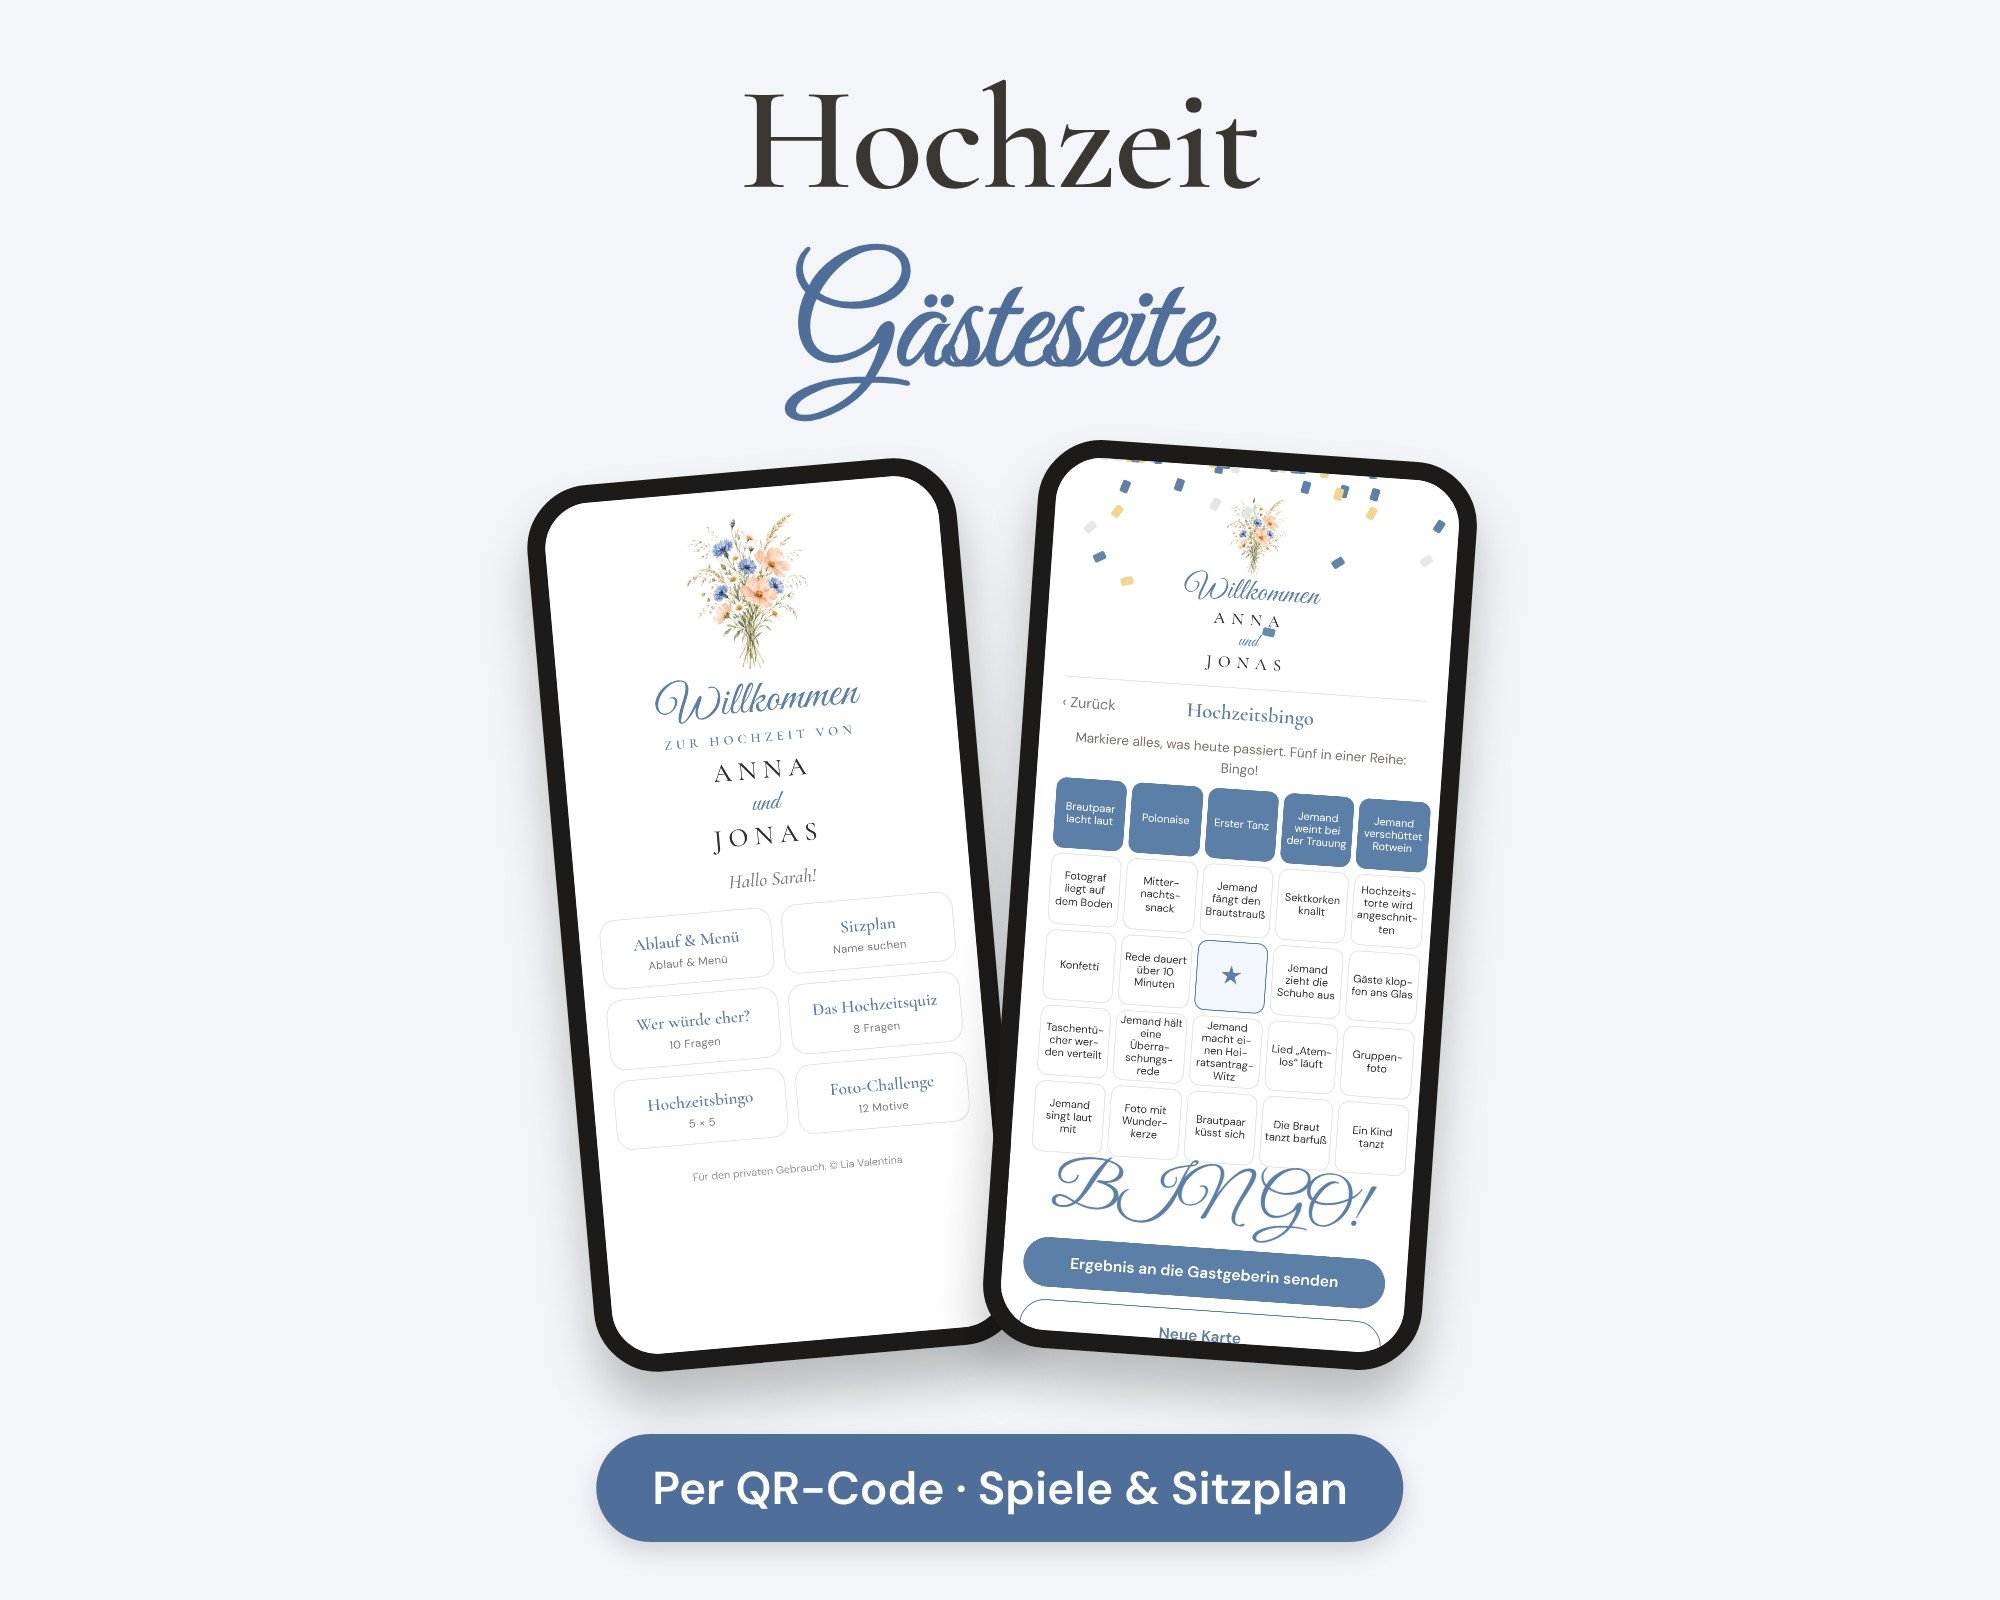 Hochzeit
Gästeseite
Willkommen
ZUR HOCHZEIT VON
ANNA
und
JONAS
Hallo Sarah!
Ablauf & Menü
Ablauf & Menü
Sitzplan
Name suchen
Wer würde eher?
10 Fragen
Das Hochzeitsquiz
8 Fragen
Hochzeitsbingo
5 × 5
Foto-Challenge
12 Motive
Für den privaten Gebrauch. © Lia Valentina
Willkommen
ANNA
und
JONAS
‹ Zurück
Hochzeitsbingo
Markiere alles, was heute passiert. Fünf in einer Reihe:
Bingo!
Brautpaar
lacht laut
Polonaise
Erster Tanz
Jemand
weint bei
der Trauung
Jemand
verschüttet
Rotwein
Fotograf
liegt auf
dem Boden
Mitter-
nachts-
snack
Jemand
fängt den
Brautstrauß
Sektkorken
knallt
Hochzeits-
torte wird
angeschnit-
ten
Konfetti
Rede dauert
über 10
Minuten
★
Jemand
zieht die
Schuhe aus
Gäste klop-
fen ans Glas
Taschentü-
cher wer-
den verteilt
Jemand hält
eine
Überra-
schungs-
rede
Jemand
macht ei-
nen Hei-
ratsantrag-
Witz
Lied „Atem-
los“ läuft
Gruppen-
foto
Jemand
singt laut
mit
Foto mit
Wunder-
kerze
Brautpaar
küsst sich
Die Braut
tanzt barfuß
Ein Kind
tanzt
BINGO!
Ergebnis an die Gastgeberin senden
Neue Karte
Per QR-Code · Spiele & Sitzplan